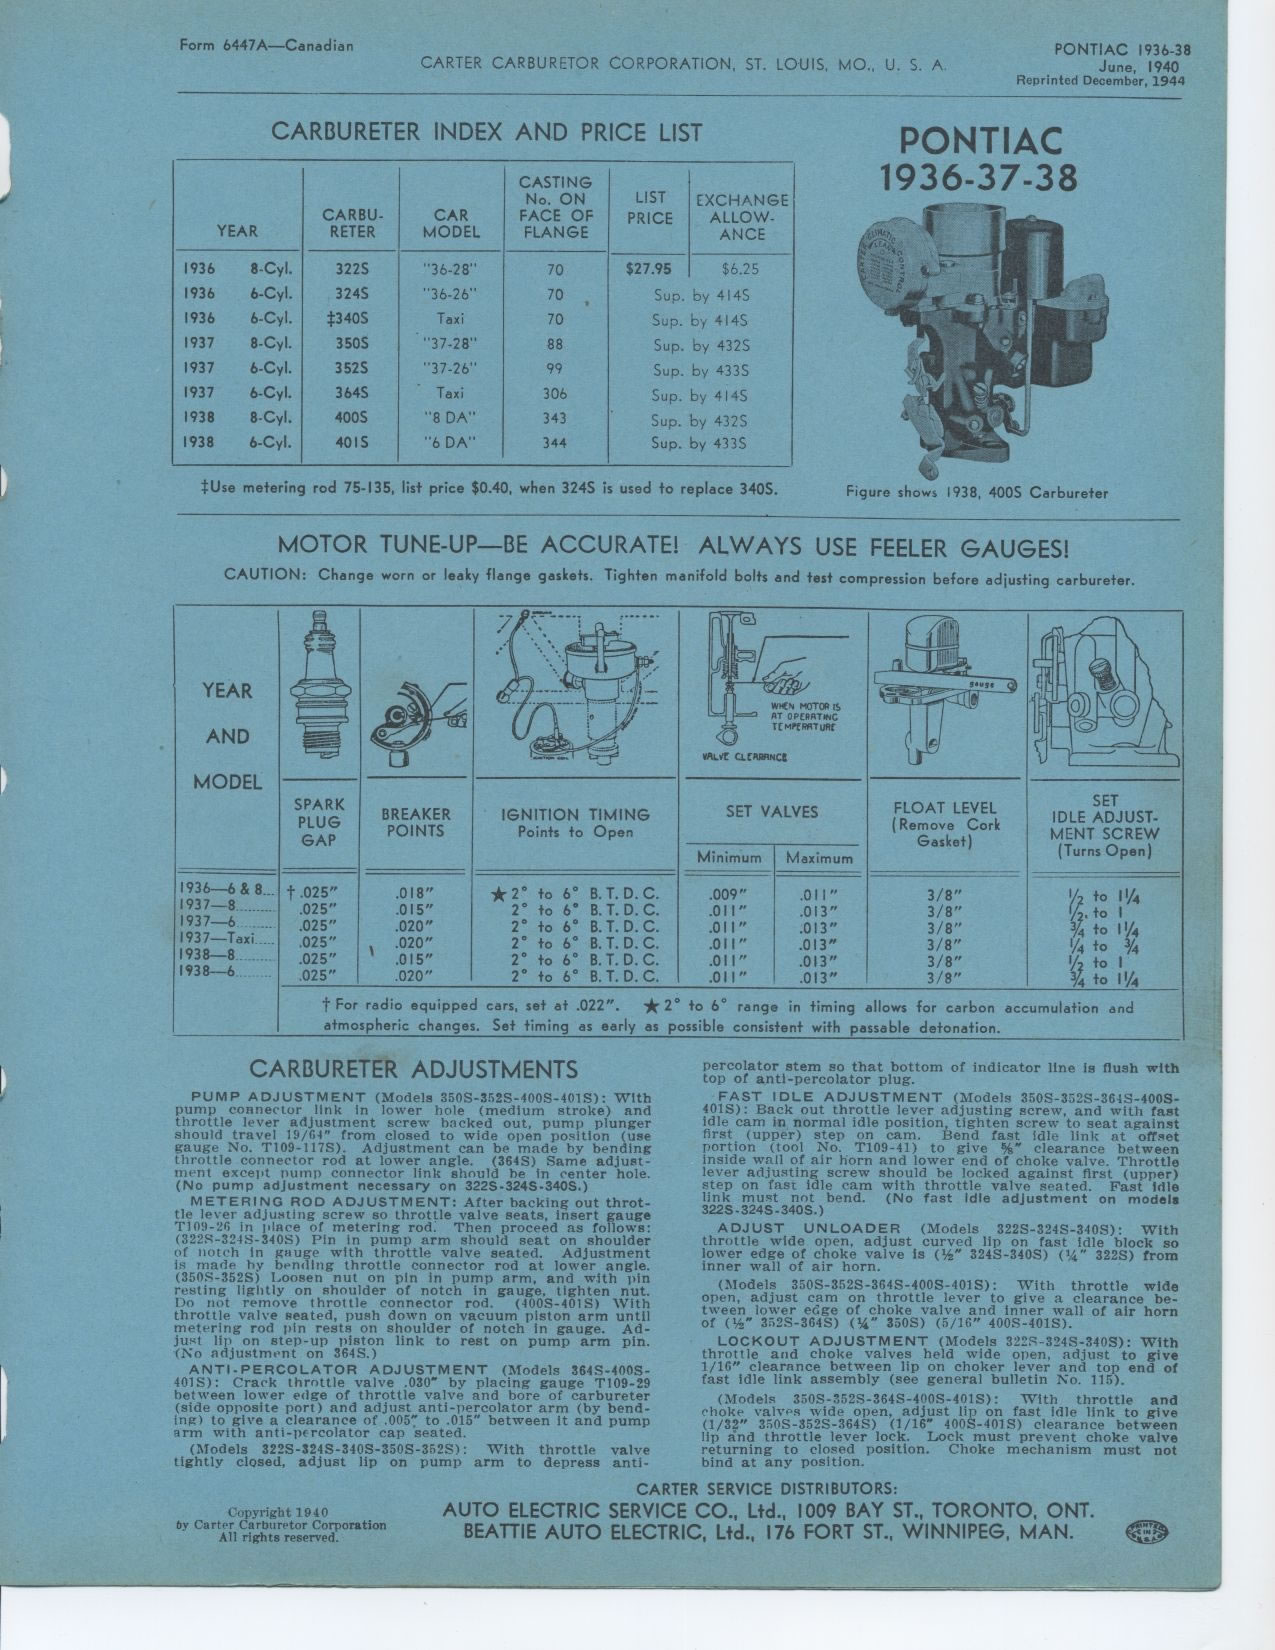 Form 6447A—Canadian
CARTER CARBURETOR CORPORATION, ST. LOUIS, MO., U. S. A.
PONTIAC 1936-38
June, 1940
Reprinted December, 1944
CARBURETER INDEX AND PRICE LIST
YEAR CARBU-RETER CAR MODEL CASTING No. ON FACE OF FLANGE LIST PRICE EXCHANGE ALLOW-ANCE
1936 8-Cyl. 322S "36-28" 70 $27.95 $6.25
1936 6-Cyl. 324S "36-26" 70 Sup. by 414S
1936 6-Cyl. ‡340S Taxi 70 Sup. by 414S
1937 8-Cyl. 350S "37-28" 88 Sup. by 432S
1937 6-Cyl. 352S "37-26" 99 Sup. by 433S
1937 6-Cyl. 364S Taxi 306 Sup. by 414S
1938 8-Cyl. 400S "8 DA" 343 Sup. by 432S
1938 6-Cyl. 401S "6 DA" 344 Sup. by 433S
‡Use metering rod 75-135, list price $0.40, when 324S is used to replace 340S.
PONTIAC
1936-37-38
CARTER CLIMATIC CONTROL
LEAN
Figure shows 1938, 400S Carbureter
MOTOR TUNE-UP—BE ACCURATE! ALWAYS USE FEELER GAUGES!
CAUTION: Change worn or leaky flange gaskets. Tighten manifold bolts and test compression before adjusting carbureter.
YEAR
AND
MODEL
WHEN MOTOR IS
AT OPERATING
TEMPERATURE
VALVE CLEARANCE
gauge
SPARK PLUG GAP
BREAKER POINTS
IGNITION TIMING
Points to Open
SET VALVES
Minimum Maximum
FLOAT LEVEL
(Remove Cork
Gasket)
SET
IDLE ADJUST-
MENT SCREW
(Turns Open)
1936—6 & 8... † .025" .018" ★ 2° to 6° B. T. D. C. .009" .011" 3/8" ½ to 1¼
1937—8.......... .025" .015" 2° to 6° B. T. D. C. .011" .013" 3/8" ½ to 1
1937—6.......... .025" .020" 2° to 6° B. T. D. C. .011" .013" 3/8" ¾ to 1¼
1937—Taxi..... .025" .020" 2° to 6° B. T. D. C. .011" .013" 3/8" ¼ to ¾
1938—8.......... .025" .015" 2° to 6° B. T. D. C. .011" .013" 3/8" ½ to 1
1938—6.......... .025" .020" 2° to 6° B. T. D. C. .011" .013" 3/8" ¾ to 1¼
† For radio equipped cars, set at .022". ★ 2° to 6° range in timing allows for carbon accumulation and
atmospheric changes. Set timing as early as possible consistent with passable detonation.
CARBURETER ADJUSTMENTS
PUMP ADJUSTMENT (Models 350S-352S-400S-401S): With
pump connector link in lower hole (medium stroke) and
throttle lever adjustment screw backed out, pump plunger
should travel 19/64" from closed to wide open position (use
gauge No. T109-117S). Adjustment can be made by bending
throttle connector rod at lower angle. (364S) Same adjust-
ment except pump connector link should be in center hole.
(No pump adjustment necessary on 322S-324S-340S.)
METERING ROD ADJUSTMENT: After backing out throt-
tle lever adjusting screw so throttle valve seats, insert gauge
T109-26 in place of metering rod. Then proceed as follows:
(322S-324S-340S) Pin in pump arm should seat on shoulder
of notch in gauge with throttle valve seated. Adjustment
is made by bending throttle connector rod at lower angle.
(350S-352S) Loosen nut on pin in pump arm, and with pin
resting lightly on shoulder of notch in gauge, tighten nut.
Do not remove throttle connector rod. (400S-401S) With
throttle valve seated, push down on vacuum piston arm until
metering rod pin rests on shoulder of notch in gauge. Ad-
just lip on step-up piston link to rest on pump arm pin.
(No adjustment on 364S.)
ANTI-PERCOLATOR ADJUSTMENT (Models 364S-400S-
401S): Crack throttle valve .030" by placing gauge T109-29
between lower edge of throttle valve and bore of carbureter
(side opposite port) and adjust anti-percolator arm (by bend-
ing) to give a clearance of .005" to .015" between it and pump
arm with anti-percolator cap seated.
(Models 322S-324S-340S-350S-352S): With throttle valve
tightly closed, adjust lip on pump arm to depress anti-
percolator stem so that bottom of indicator line is flush with
top of anti-percolator plug.
FAST IDLE ADJUSTMENT (Models 350S-352S-364S-400S-
401S): Back out throttle lever adjusting screw, and with fast
idle cam in normal idle position, tighten screw to seat against
first (upper) step on cam. Bend fast idle link at offset
portion (tool No. T109-41) to give ⅝" clearance between
inside wall of air horn and lower end of choke valve. Throttle
lever adjusting screw should be locked against first (upper)
step on fast idle cam with throttle valve seated. Fast idle
link must not bend. (No fast idle adjustment on models
322S-324S-340S.)
ADJUST UNLOADER (Models 322S-324S-340S): With
throttle wide open, adjust curved lip on fast idle block so
lower edge of choke valve is (½" 324S-340S) (¼" 322S) from
inner wall of air horn.
(Models 350S-352S-364S-400S-401S): With throttle wide
open, adjust cam on throttle lever to give a clearance be-
tween lower edge of choke valve and inner wall of air horn
of (½" 352S-364S) (¼" 350S) (5/16" 400S-401S).
LOCKOUT ADJUSTMENT (Models 322S-324S-340S): With
throttle and choke valves held wide open, adjust to give
1/16" clearance between lip on choker lever and top end of
fast idle link assembly (see general bulletin No. 115).
(Models 350S-352S-364S-400S-401S): With throttle and
choke valves wide open, adjust lip on fast idle link to give
(1/32" 350S-352S-364S) (1/16" 400S-401S) clearance between
lip and throttle lever lock. Lock must prevent choke valve
returning to closed position. Choke mechanism must not
bind at any position.
Copyright 1940
by Carter Carburetor Corporation
All rights reserved.
CARTER SERVICE DISTRIBUTORS:
AUTO ELECTRIC SERVICE CO., Ltd., 1009 BAY ST., TORONTO, ONT.
BEATTIE AUTO ELECTRIC, Ltd., 176 FORT ST., WINNIPEG, MAN.
PRINTED IN U.S.A.